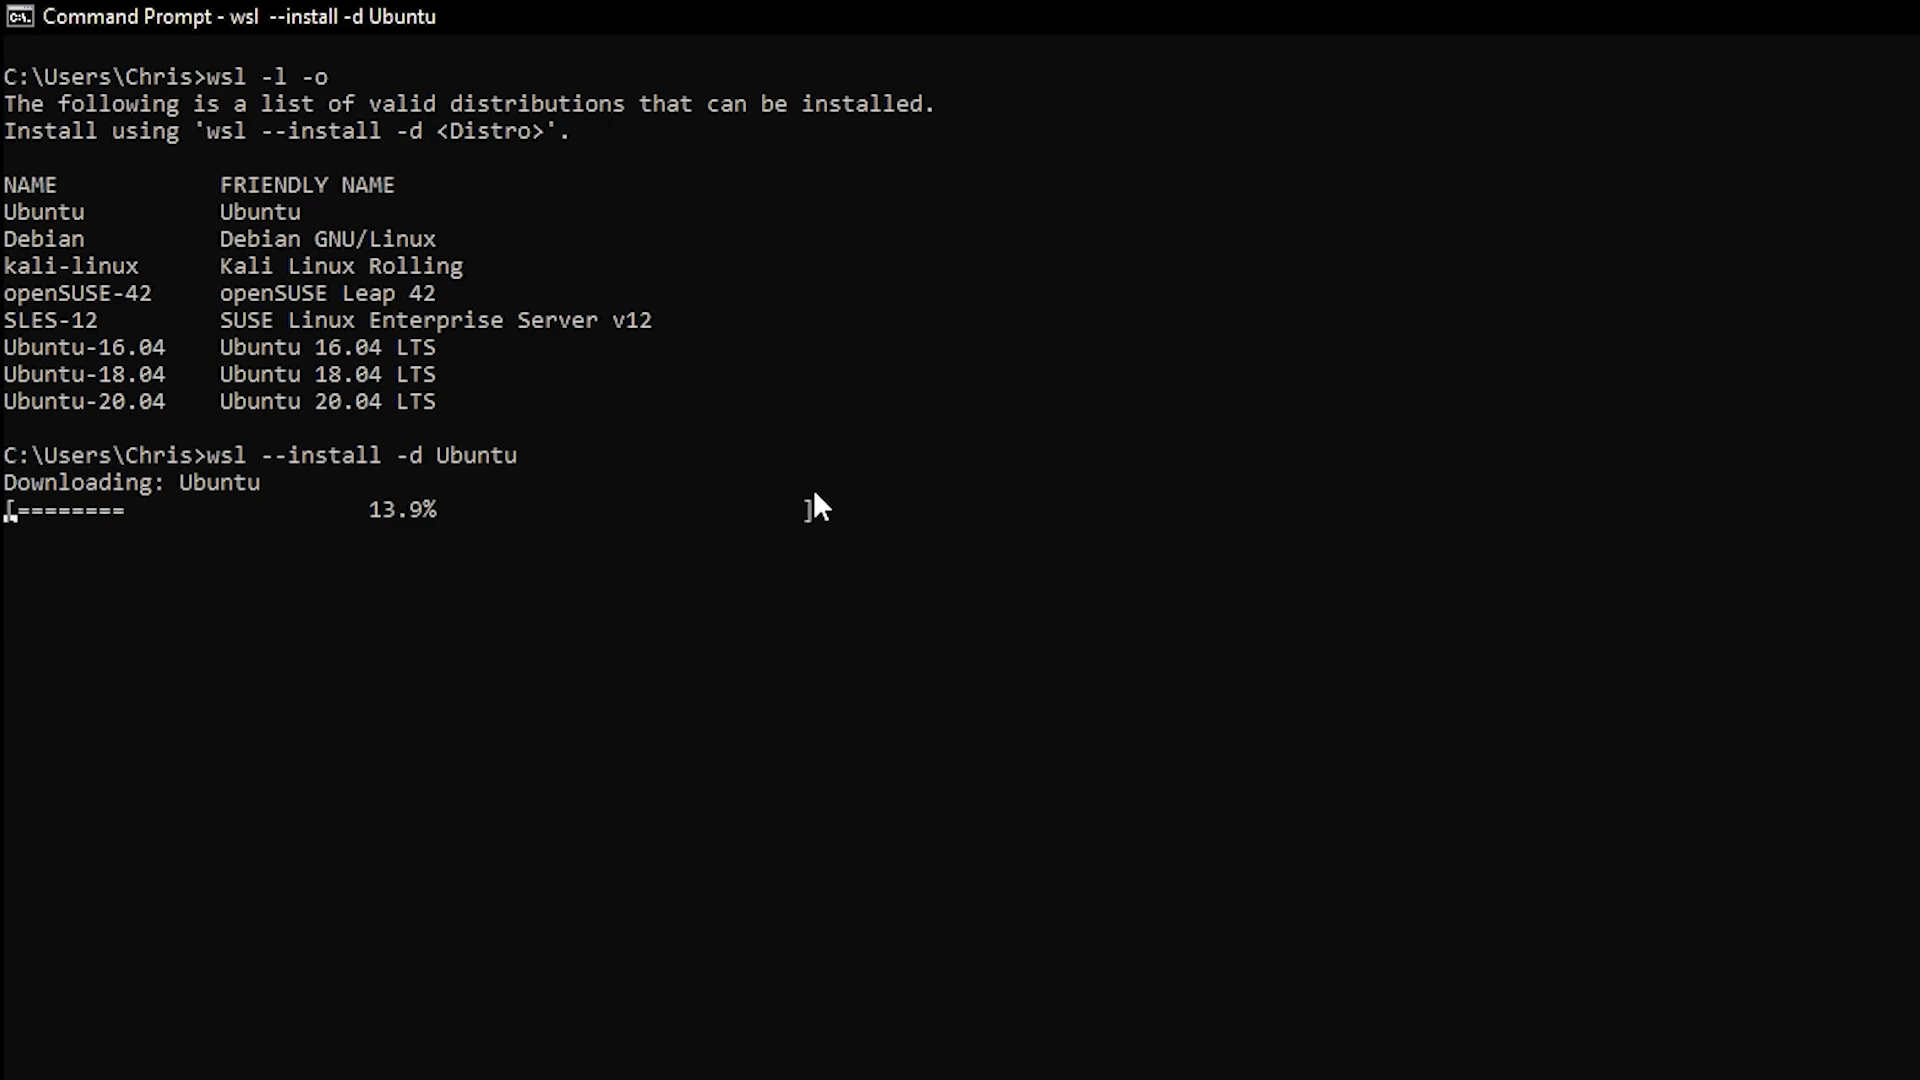 Command Prompt - wsl  --install -d Ubuntu
C:\Users\Chris>wsl -l -o
The following is a list of valid distributions that can be installed.
Install using 'wsl --install -d <Distro>'.
NAME            FRIENDLY NAME
Ubuntu          Ubuntu
Debian          Debian GNU/Linux
kali-linux      Kali Linux Rolling
openSUSE-42     openSUSE Leap 42
SLES-12         SUSE Linux Enterprise Server v12
Ubuntu-16.04    Ubuntu 16.04 LTS
Ubuntu-18.04    Ubuntu 18.04 LTS
Ubuntu-20.04    Ubuntu 20.04 LTS
C:\Users\Chris>wsl --install -d Ubuntu
Downloading: Ubuntu
[========                  13.9%                           ]